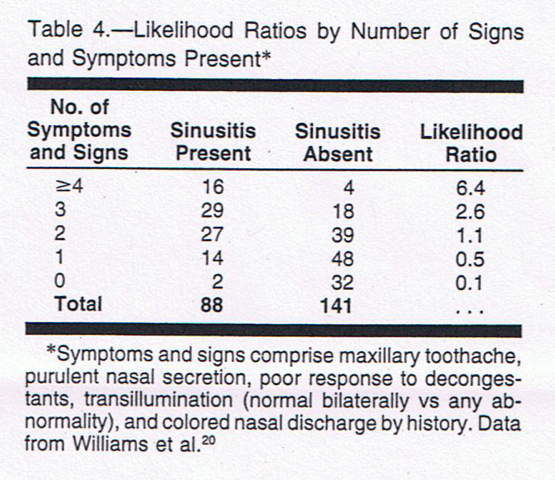 Table 4.—Likelihood Ratios by Number of Signs
and Symptoms Present*
No. of
Symptoms Sinusitis Sinusitis Likelihood
and Signs Present Absent Ratio
≥4 16 4 6.4
3 29 18 2.6
2 27 39 1.1
1 14 48 0.5
0 2 32 0.1
Total 88 141 . . .
*Symptoms and signs comprise maxillary toothache,
purulent nasal secretion, poor response to deconges-
tants, transillumination (normal bilaterally vs any ab-
normality), and colored nasal discharge by history. Data
from Williams et al.20